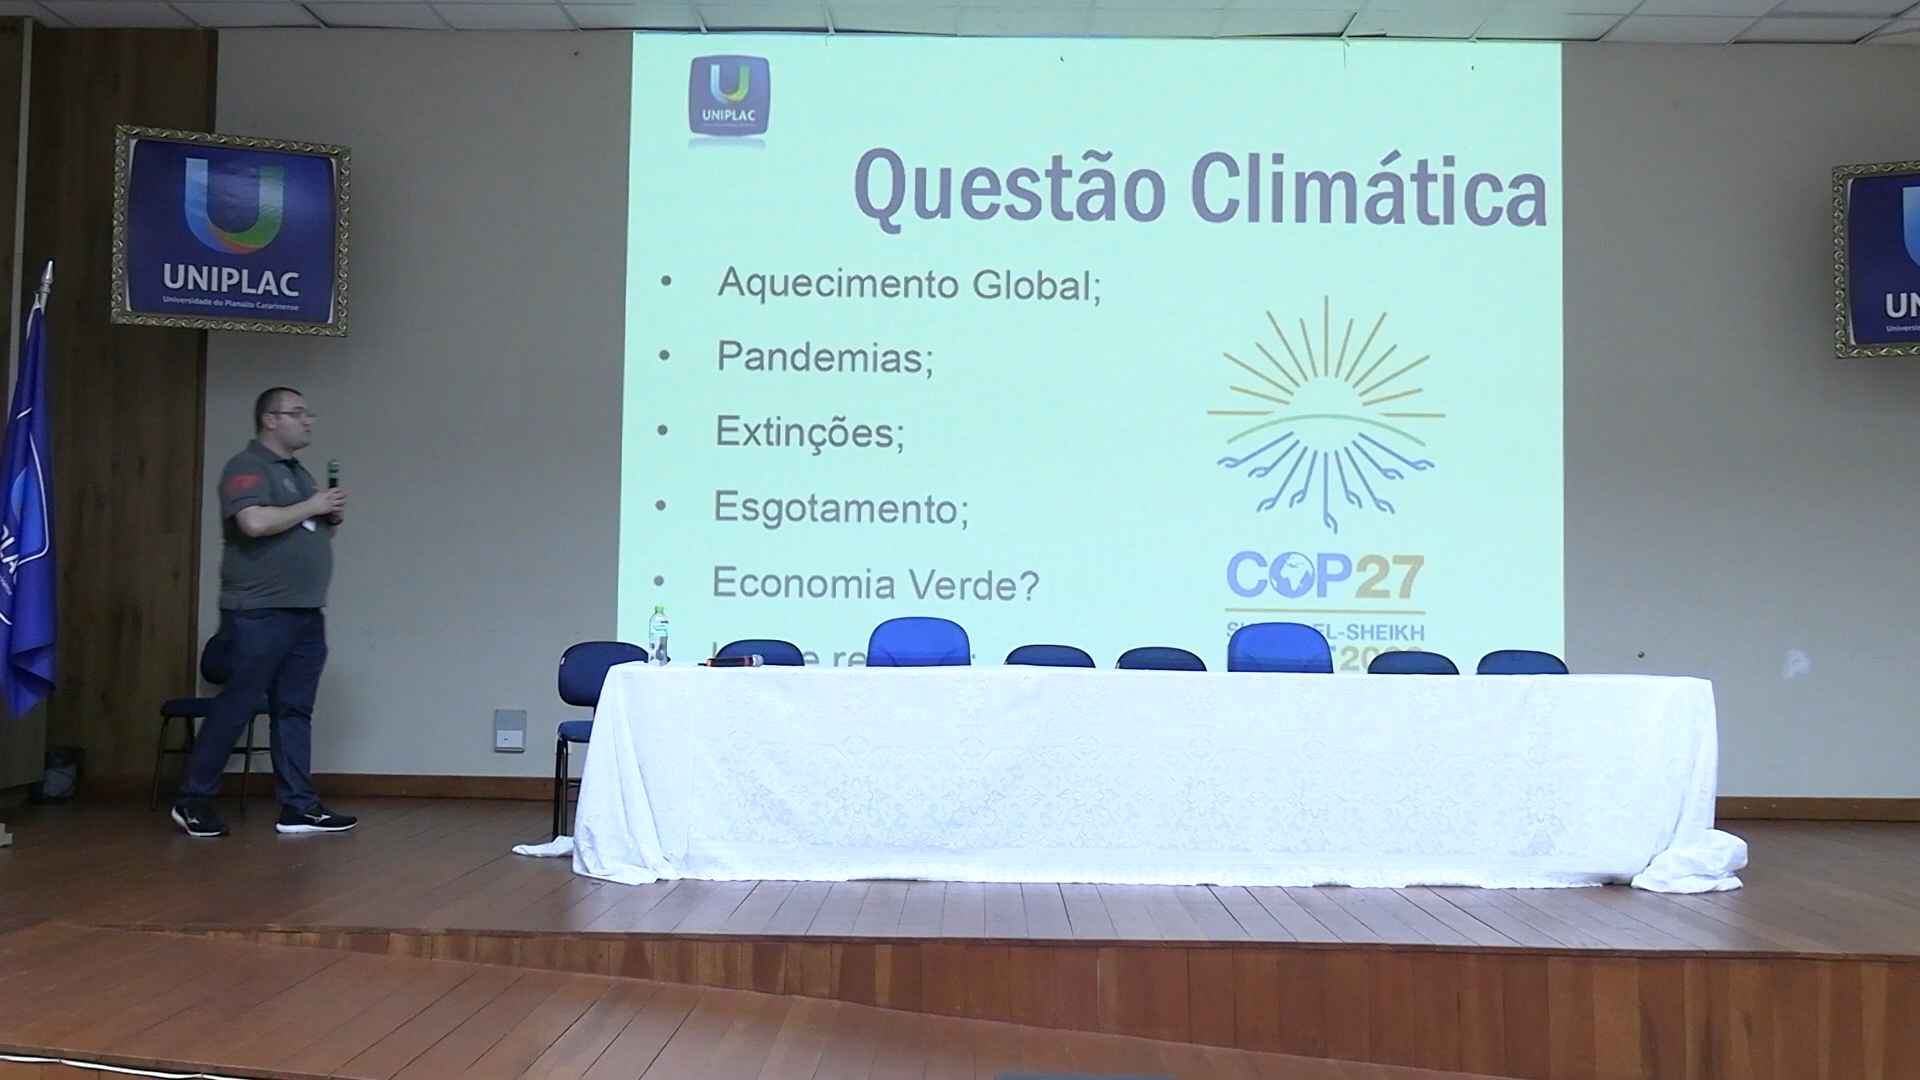 UNIPLAC
Questão Climática
UNIPLAC
Universidade do Planalto Catarinense
• Aquecimento Global;
• Pandemias;
• Extinções;
• Esgotamento;
• Economia Verde?
COP27
EL-SHEIKH